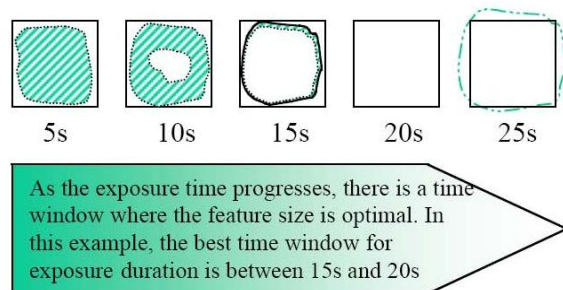 5s 10s 15s 20s 25s
As the exposure time progresses, there is a time
window where the feature size is optimal. In
this example, the best time window for
exposure duration is between 15s and 20s